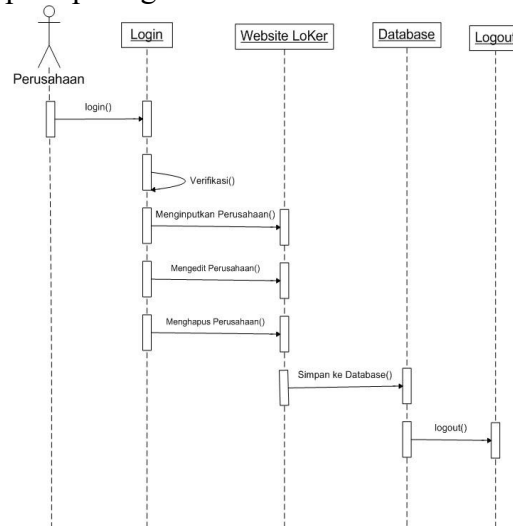 Login
Website LoKer
Database
Logout
Perusahaan
login()
Verifikasi()
Menginputkan Perusahaan()
Mengedit Perusahaan()
Menghapus Perusahaan()
Simpan ke Database()
logout()